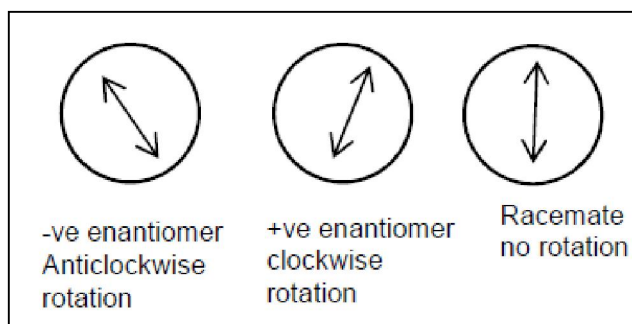 -ve enantiomer
Anticlockwise
rotation
+ve enantiomer
clockwise
rotation
Racemate
no rotation